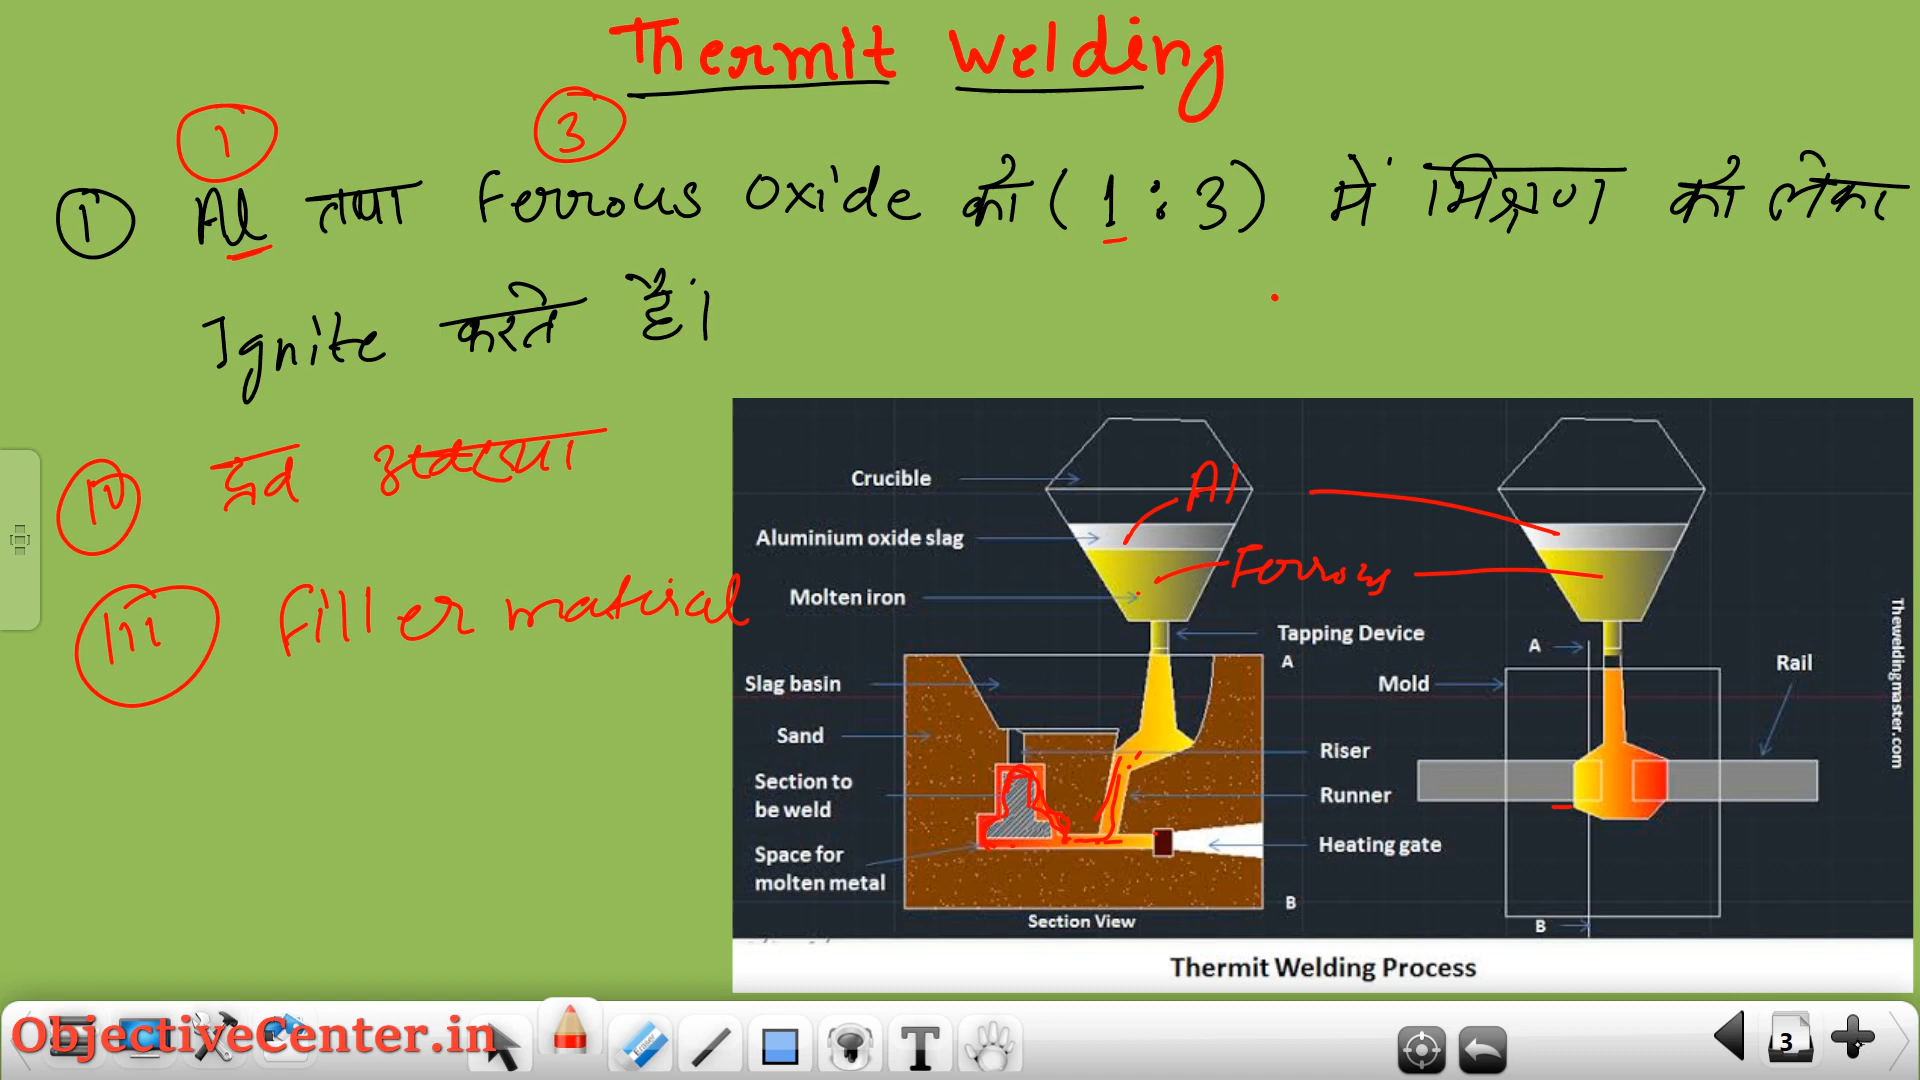 Thermit Welding
1 3
① Al तथा Ferrous Oxide को ( 1 : 3 ) में मिश्रण को लेकर
Ignite करते हैं।
द्रव अवस्था
iii filler matiral
Crucible
Al
Aluminium oxide slag
Ferrous
Molten iron
Tapping Device
A
A
Slag basin
Mold
Rail
Sand
Riser
Section to
be weld
Runner
Heating gate
Space for
molten metal
B
B
Section View
Theweldingmaster.com
Thermit Welding Process
ObjectiveCenter.in
Eraser
T
3